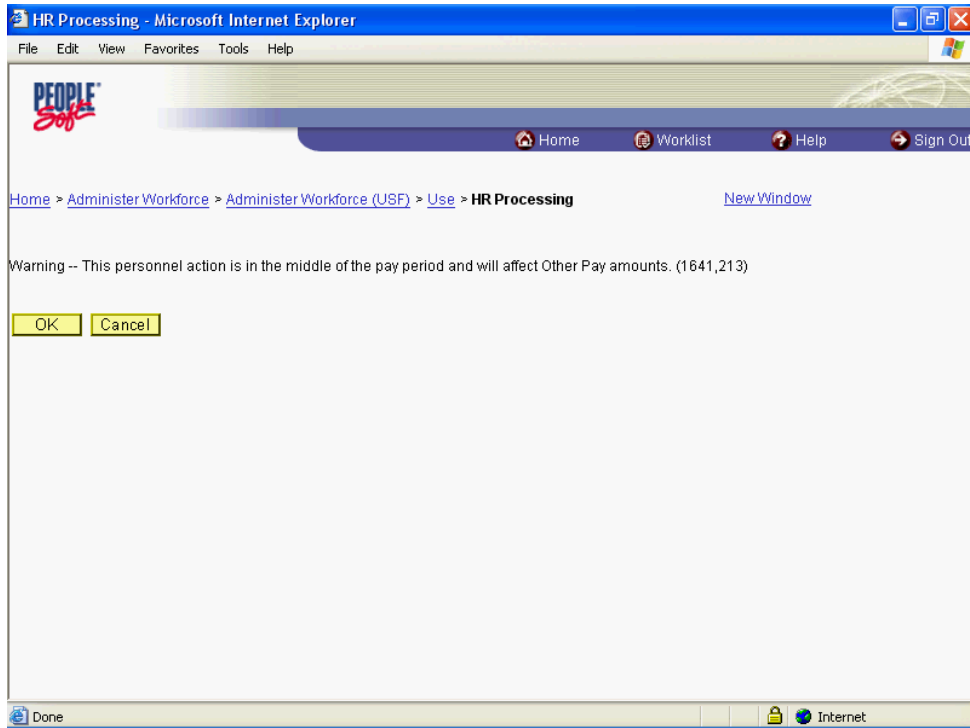 HR Processing - Microsoft Internet Explorer
File Edit View Favorites Tools Help
PEOPLE
Soft
Home Worklist Help Sign Out
Home > Administer Workforce > Administer Workforce (USF) > Use > HR Processing New Window
Warning -- This personnel action is in the middle of the pay period and will affect Other Pay amounts. (1641,213)
OK Cancel
Done Internet